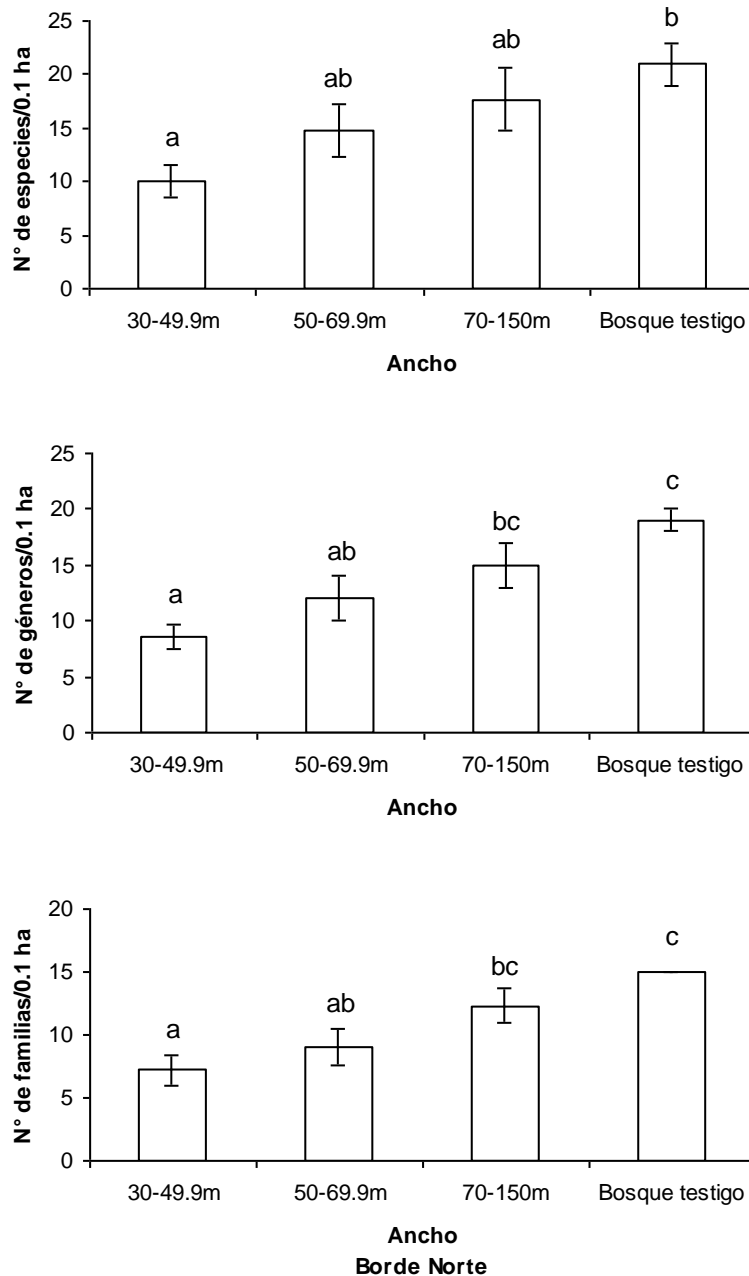 N° de especies/0.1 ha
25
20
15
10
5
0
a
ab
ab
b
30-49.9m
50-69.9m
70-150m
Bosque testigo
Ancho
N° de géneros/0.1 ha
25
20
15
10
5
0
a
ab
bc
c
30-49.9m
50-69.9m
70-150m
Bosque testigo
Ancho
N° de familias/0.1 ha
20
15
10
5
0
a
ab
bc
c
30-49.9m
50-69.9m
70-150m
Bosque testigo
Ancho
Borde Norte